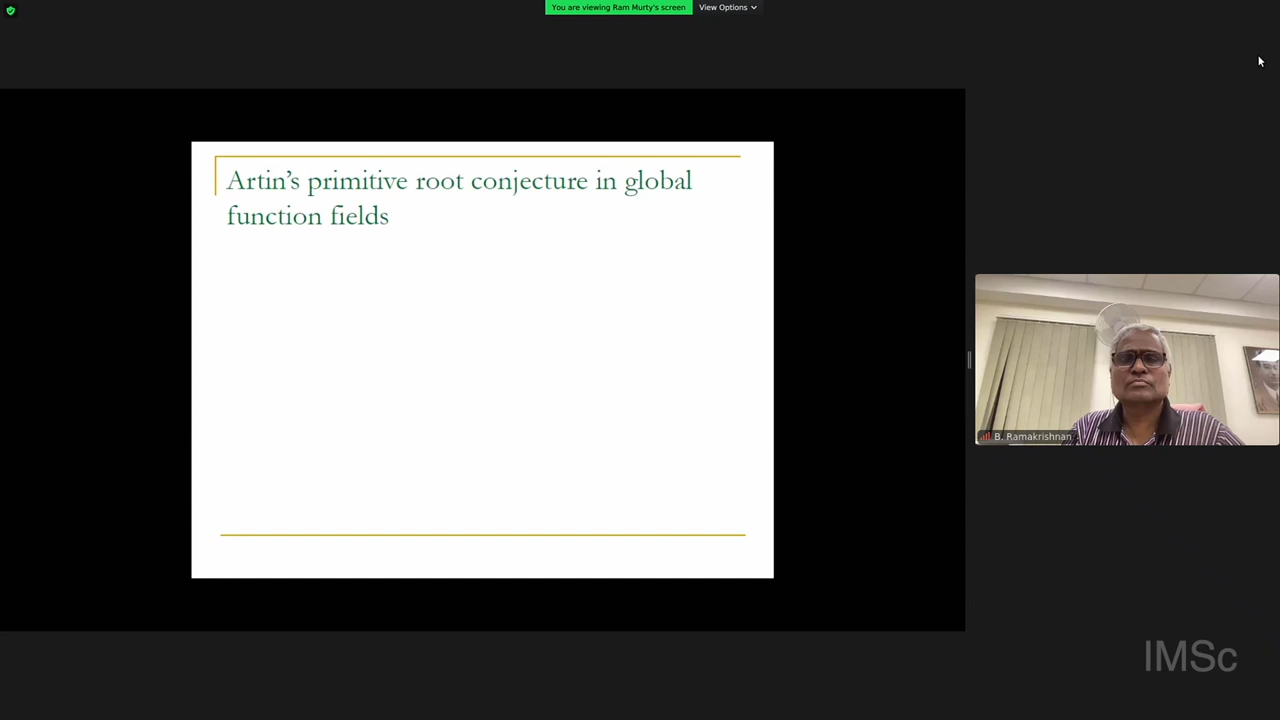 You are viewing Ram Murty's screen
View Options
Artin’s primitive root conjecture in global
function fields
B. Ramakrishnan
IMSc